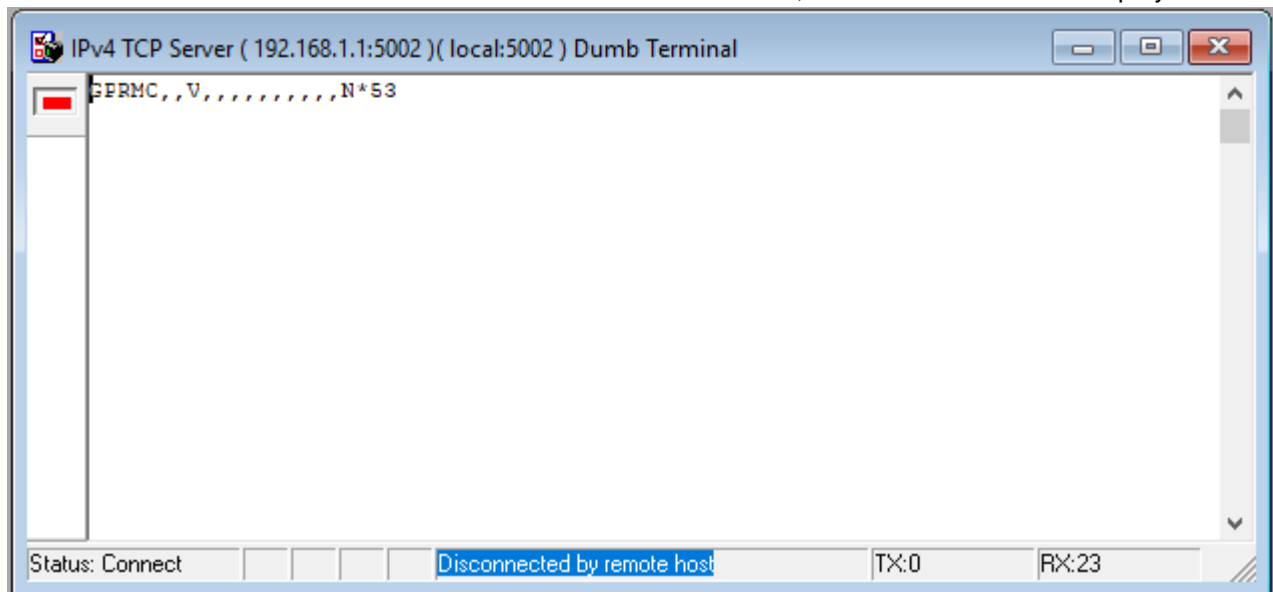 IPv4 TCP Server ( 192.168.1.1:5002 )( local:5002 ) Dumb Terminal
GPRMC,,V,,,,,,,,,,N*53
Status: Connect Disconnected by remote host TX:0 RX:23